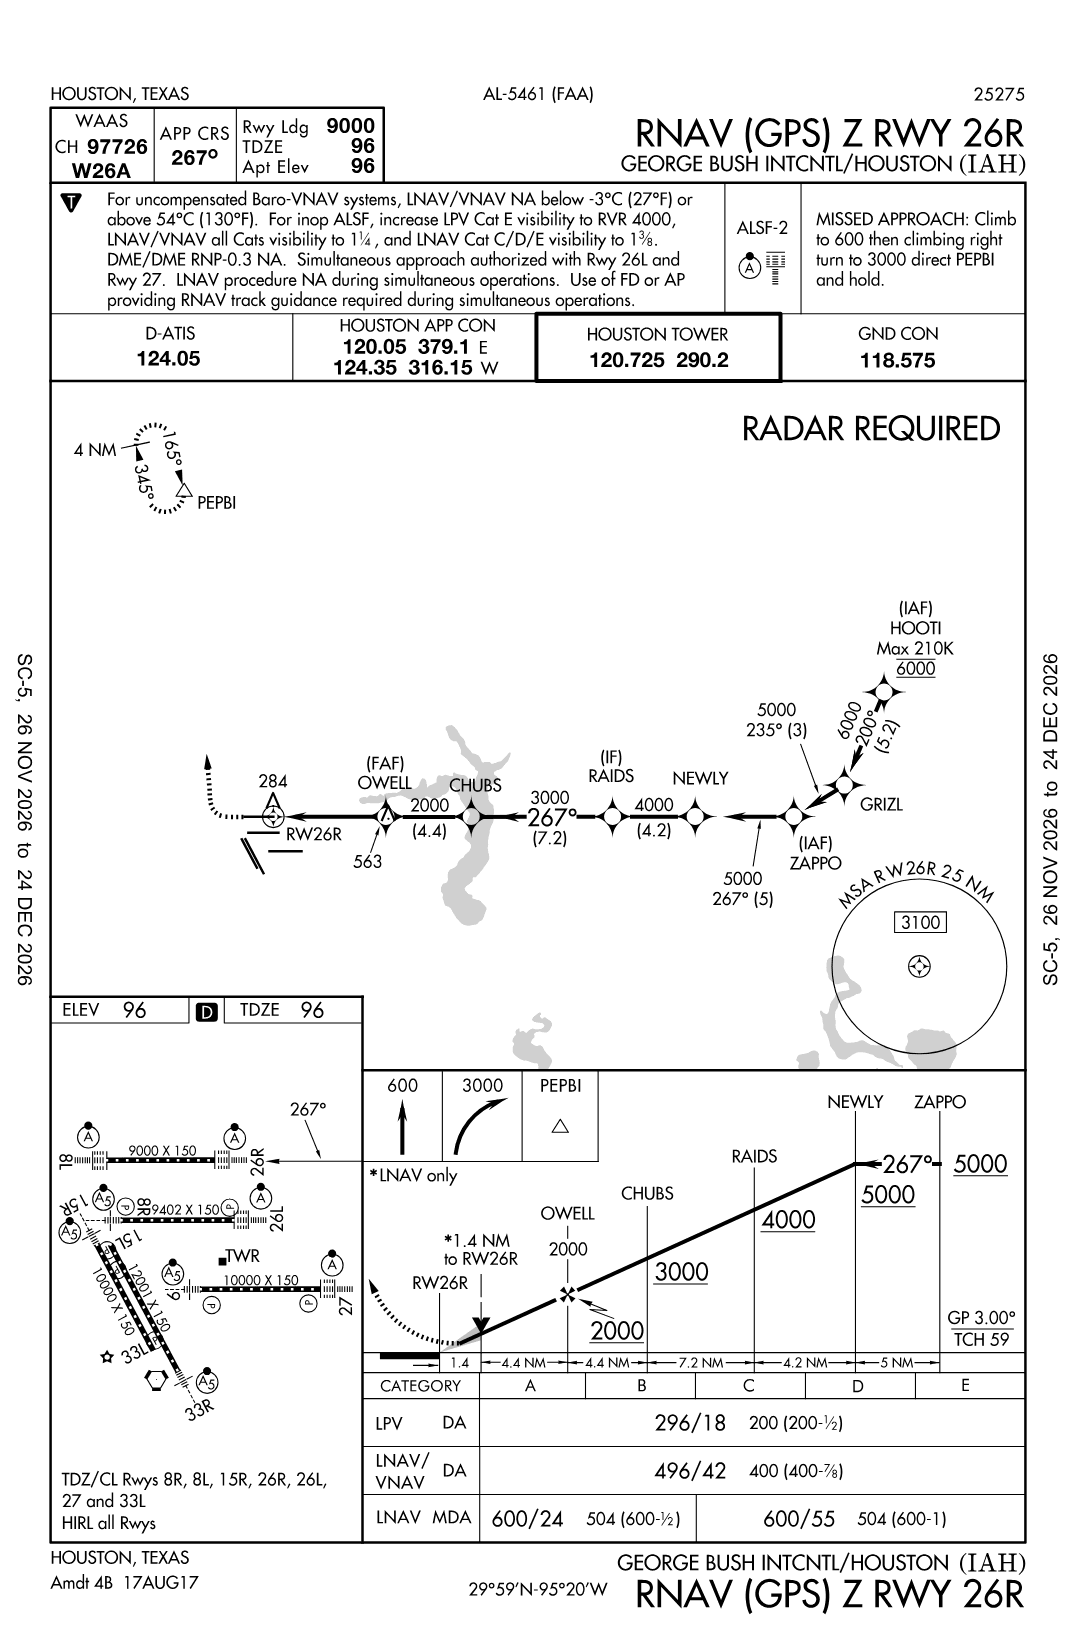 HOUSTON, TEXAS
AL-5461 (FAA)
25275
WAAS
CH 97726
W26A
APP CRS
267°
Rwy Ldg 9000
TDZE 96
Apt Elev 96
RNAV (GPS) Z RWY 26R
GEORGE BUSH INTCNTL/HOUSTON (IAH)
T
For uncompensated Baro-VNAV systems, LNAV/VNAV NA below -3°C (27°F) or
above 54°C (130°F). For inop ALSF, increase LPV Cat E visibility to RVR 4000,
LNAV/VNAV all Cats visibility to 1¼, and LNAV Cat C/D/E visibility to 1⅜.
DME/DME RNP-0.3 NA. Simultaneous approach authorized with Rwy 26L and
Rwy 27. LNAV procedure NA during simultaneous operations. Use of FD or AP
providing RNAV track guidance required during simultaneous operations.
ALSF-2
A
MISSED APPROACH: Climb
to 600 then climbing right
turn to 3000 direct PEPBI
and hold.
D-ATIS
124.05
HOUSTON APP CON
120.05 379.1 E
124.35 316.15 W
HOUSTON TOWER
120.725 290.2
GND CON
118.575
RADAR REQUIRED
4 NM
165°
345°
PEPBI
(IAF)
HOOTI
Max 210K
6000
6000
200°
(5.2)
5000
235° (3)
GRIZL
(IAF)
ZAPPO
5000
267° (5)
NEWLY
4000
(4.2)
(IF)
RAIDS
3000
267°
(7.2)
CHUBS
2000
(4.4)
(FAF)
OWELL
563
284
RW26R
MSA RW26R 25 NM
3100
SC-5, 26 NOV 2026 to 24 DEC 2026
SC-5, 26 NOV 2026 to 24 DEC 2026
ELEV 96
D
TDZE 96
267°
A
A
8L
9000 X 150
26R
15R
A5
P
8R
9402 X 150
P
A
26L
A5
15L
P
P
TWR
A5
A
9
10000 X 150
27
P
P
10000 X 150
12001 X 150
P
33L
A5
33R
TDZ/CL Rwys 8R, 8L, 15R, 26R, 26L,
27 and 33L
HIRL all Rwys
600
3000
PEPBI
*LNAV only
NEWLY
ZAPPO
267°
5000
5000
RAIDS
4000
CHUBS
3000
OWELL
2000
2000
*1.4 NM
to RW26R
RW26R
GP 3.00°
TCH 59
1.4
4.4 NM
4.4 NM
7.2 NM
4.2 NM
5 NM
CATEGORY A B C D E
LPV DA 296/18 200 (200-½)
LNAV/
VNAV DA 496/42 400 (400-⅞)
LNAV MDA 600/24 504 (600-½) 600/55 504 (600-1)
HOUSTON, TEXAS
Amdt 4B 17AUG17
29°59'N-95°20'W
GEORGE BUSH INTCNTL/HOUSTON (IAH)
RNAV (GPS) Z RWY 26R